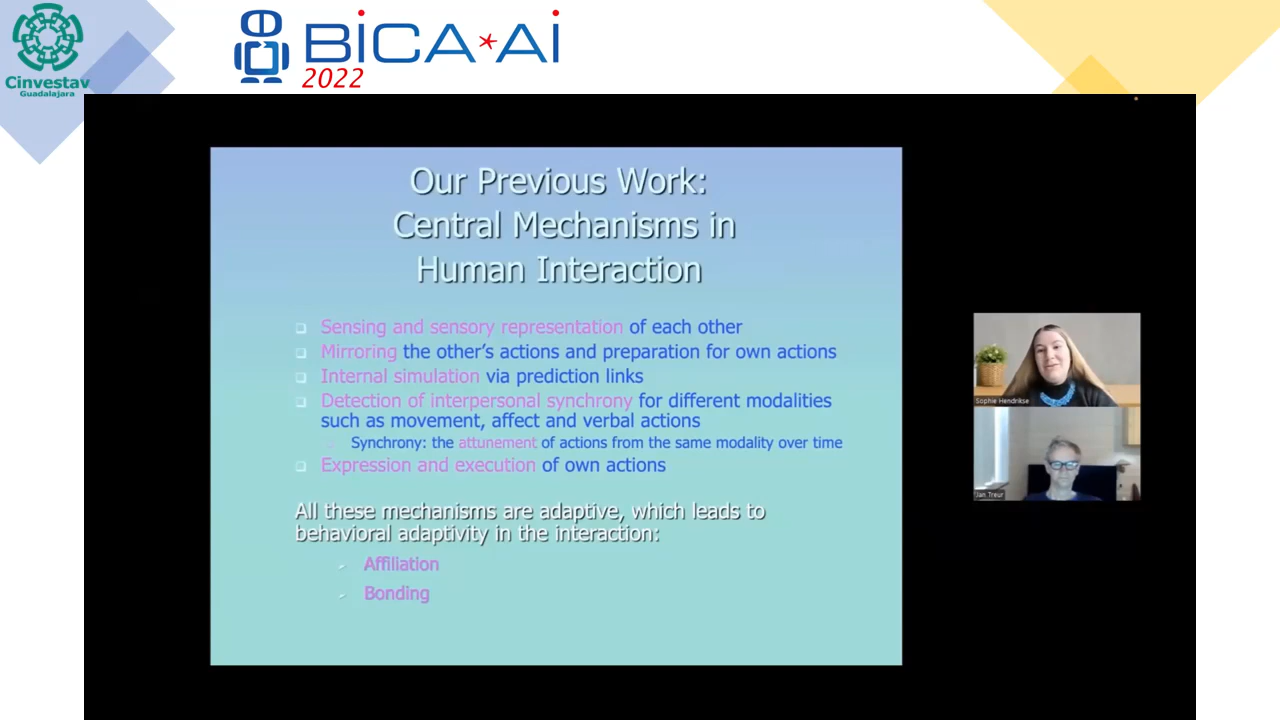 Cinvestav
Guadalajara
BiCA*Ai
2022
Our Previous Work:
Central Mechanisms in
Human Interaction
Sensing and sensory representation of each other
Mirroring the other's actions and preparation for own actions
Internal simulation via prediction links
Detection of interpersonal synchrony for different modalities
such as movement, affect and verbal actions
Synchrony: the attunement of actions from the same modality over time
Expression and execution of own actions
All these mechanisms are adaptive, which leads to
behavioral adaptivity in the interaction:
Affiliation
Bonding
Sophie Hendrikse
Jan Treur